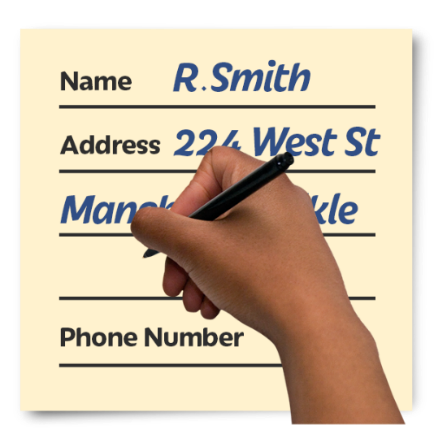 Name R.Smith
Address 224 West St
Phone Number